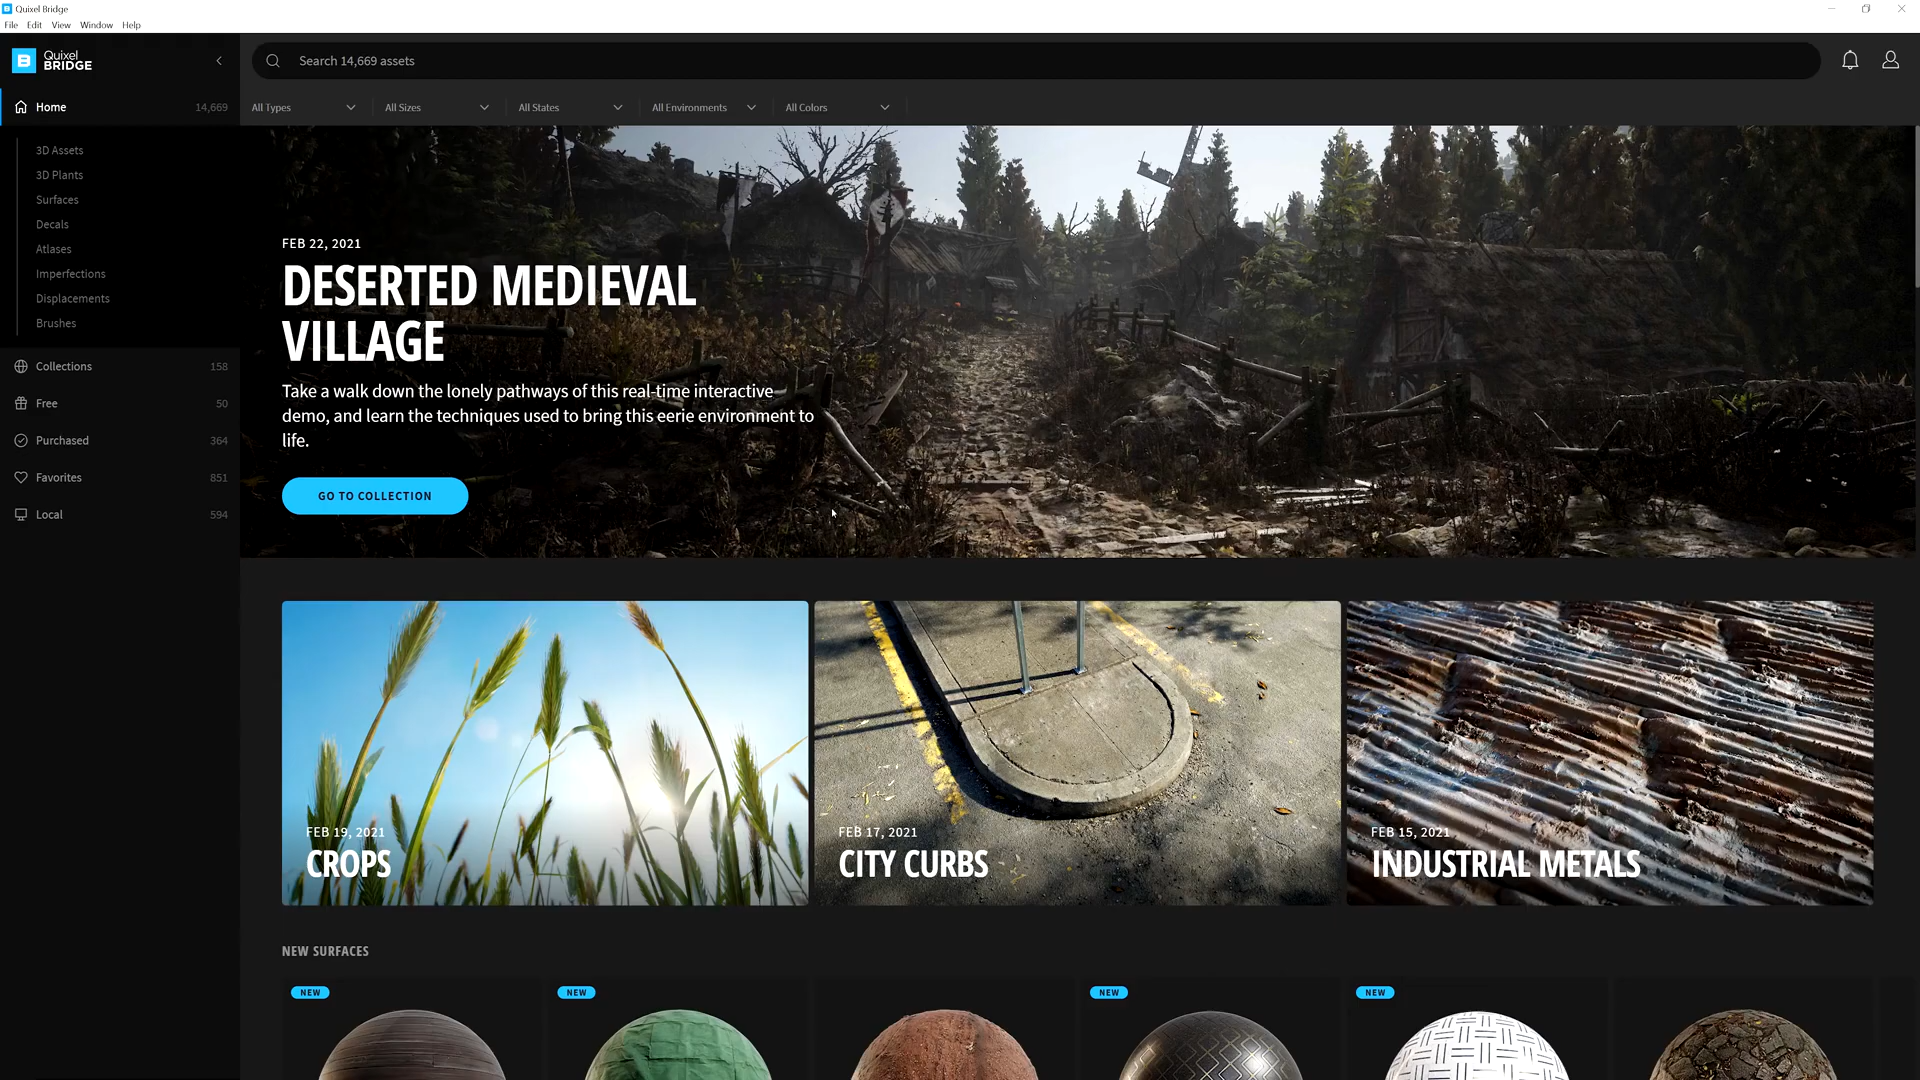 Quixel Bridge
File Edit View Window Help
Quixel
BRIDGE
Search 14,669 assets
Home 14,669
All Types All Sizes All States All Environments All Colors
3D Assets
3D Plants
Surfaces
Decals
Atlases
Imperfections
Displacements
Brushes
Collections 158
Free 50
Purchased 364
Favorites 851
Local 594
FEB 22, 2021
DESERTED MEDIEVAL
VILLAGE
Take a walk down the lonely pathways of this real-time interactive
demo, and learn the techniques used to bring this eerie environment to
life.
GO TO COLLECTION
FEB 19, 2021
CROPS
FEB 17, 2021
CITY CURBS
FEB 15, 2021
INDUSTRIAL METALS
NEW SURFACES
NEW
NEW
NEW
NEW